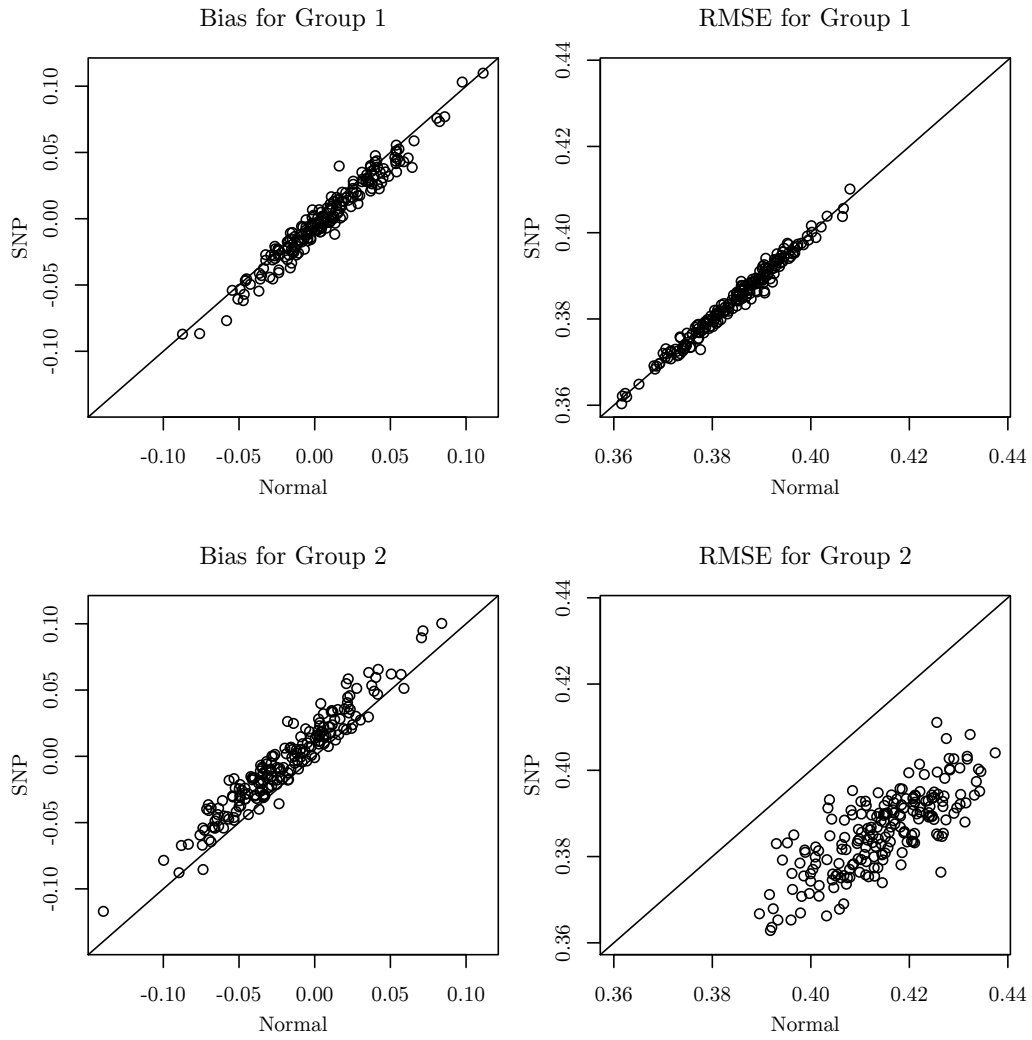 Bias for Group 1
SNP
0.10
0.05
0.00
-0.05
-0.10
-0.10 -0.05 0.00 0.05 0.10
Normal
RMSE for Group 1
SNP
0.44
0.42
0.40
0.38
0.36
0.36 0.38 0.40 0.42 0.44
Normal
Bias for Group 2
SNP
0.10
0.05
0.00
-0.05
-0.10
-0.10 -0.05 0.00 0.05 0.10
Normal
RMSE for Group 2
SNP
0.44
0.42
0.40
0.38
0.36
0.36 0.38 0.40 0.42 0.44
Normal